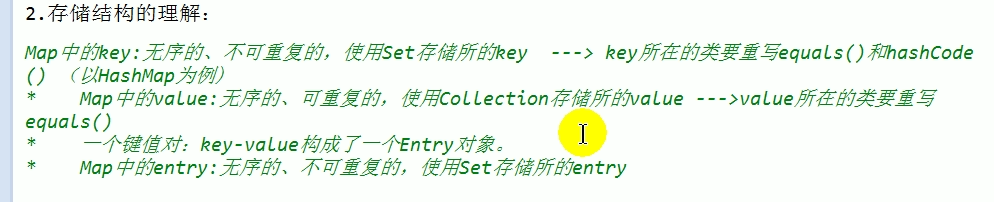 2.存储结构的理解：
Map中的key:无序的、不可重复的，使用Set存储所的key ---> key所在的类要重写equals()和hashCode
() （以HashMap为例）
* Map中的value:无序的、可重复的，使用Collection存储所的value --->value所在的类要重写
equals()
* 一个键值对：key-value构成了一个Entry对象。
* Map中的entry:无序的、不可重复的，使用Set存储所的entry